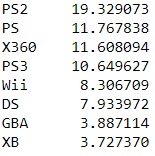 PS2 19.329073
PS 11.767838
X360 11.608094
PS3 10.649627
Wii 8.306709
DS 7.933972
GBA 3.887114
XB 3.727370